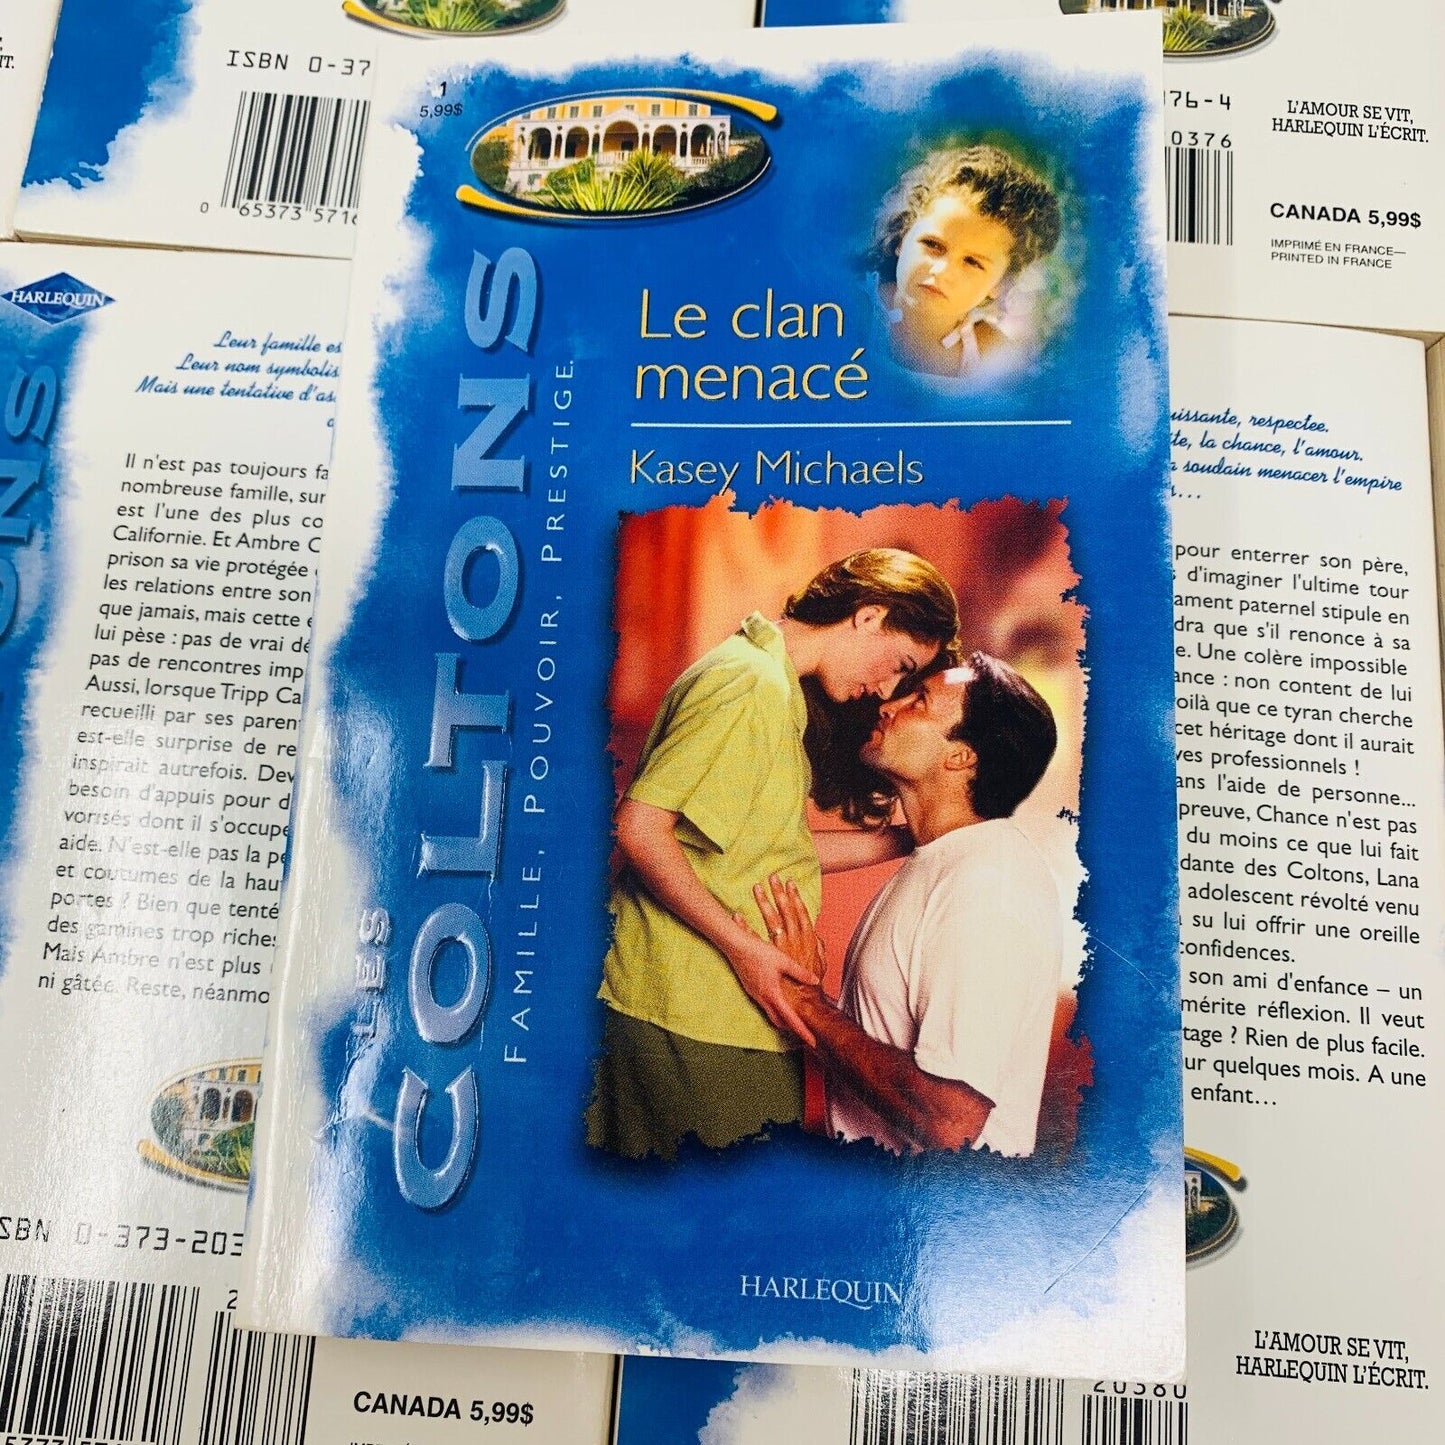 IT.
ISBN 0-37
0
65373 5716
76-4
0376
L'AMOUR SE VIT,
HARLEQUIN L'ÉCRIT.
CANADA 5,99$
IMPRIMÉ EN FRANCE—
PRINTED IN FRANCE
1
5,99$
Le clan
menacé
Kasey Michaels
LES
COLTONS
FAMILLE, POUVOIR, PRESTIGE.
HARLEQUIN
HARLEQUIN
Leur famille es
Leur nom symbolis
Mais une tentative d'as
Il n'est pas toujours fa
nombreuse famille, sur
est l'une des plus co
Californie. Et Ambre C
prison sa vie protégée
les relations entre son
que jamais, mais cette é
lui pèse : pas de vrai dé
pas de rencontres imp
Aussi, lorsque Tripp Ca
recueilli par ses paren
est-elle surprise de re
inspirait autrefois. Dev
besoin d'appuis pour d
vorisés dont il s'occupe
aide. N'est-elle pas la pe
et coutumes de la haut
portes ? Bien que tenté
des gamines trop riches
Mais Ambre n'est plus
ni gâtée. Reste, néanmo
ISBN 0-373-203
2
CANADA 5,99$
uissante, respectée.
te, la chance, l'amour.
a soudain menacer l'empire
s...
pour enterrer son père,
s d'imaginer l'ultime tour
ament paternel stipule en
dra que s'il renonce à sa
e. Une colère impossible
ance : non content de lui
oilà que ce tyran cherche
cet héritage dont il aurait
ves professionnels !
ans l'aide de personne...
preuve, Chance n'est pas
du moins ce que lui fait
dante des Coltons, Lana
adolescent révolté venu
su lui offrir une oreille
confidences.
son ami d'enfance – un
mérite réflexion. Il veut
tage ? Rien de plus facile.
ur quelques mois. A une
enfant...
L'AMOUR SE VIT,
HARLEQUIN L'ÉCRIT.
20380